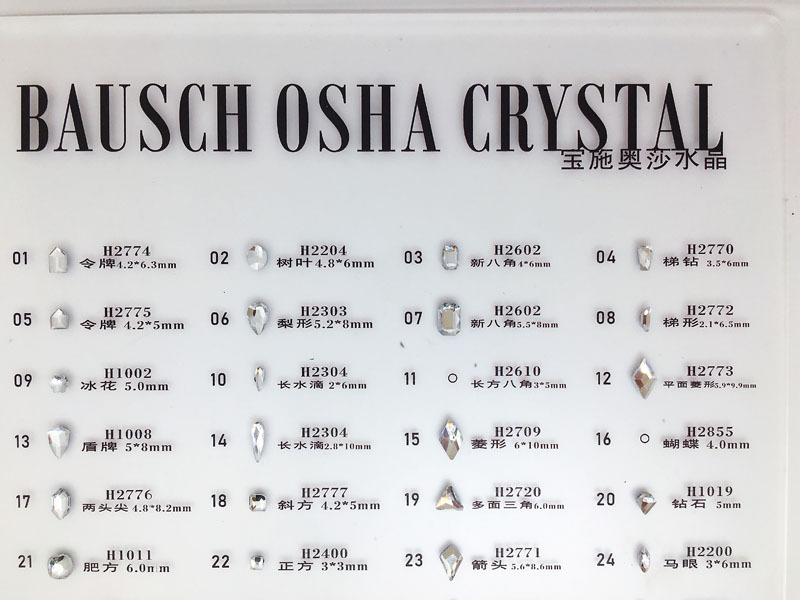 BAUSCH OSHA CRYSTAL
宝施奥莎水晶
01 H2774
令牌4.2*6.3mm
02 H2204
树叶4.8*6mm
03 H2602
新八角4*6mm
04 H2770
梯钻 3.5*6mm
05 H2775
令牌 4.2*5mm
06 H2303
梨形5.2*8mm
07 H2602
新八角5.5*8mm
08 H2772
梯形2.1*6.5mm
09 H1002
冰花 5.0mm
10 H2304
长水滴 2*6mm
11 H2610
长方八角3*5mm
12 H2773
平面菱形5.9*9.9mm
13 H1008
盾牌 5*8mm
14 H2304
长水滴2.8*10mm
15 H2709
菱形 6*10mm
16 H2855
蝴蝶 4.0mm
17 H2776
两头尖 4.8*8.2mm
18 H2777
斜方 4.2*5mm
19 H2720
多面三角6.0mm
20 H1019
钻石 5mm
21 H1011
肥方 6.0mm
22 H2400
正方 3*3mm
23 H2771
箭头 5.6*8.6mm
24 H2200
马眼 3*6mm